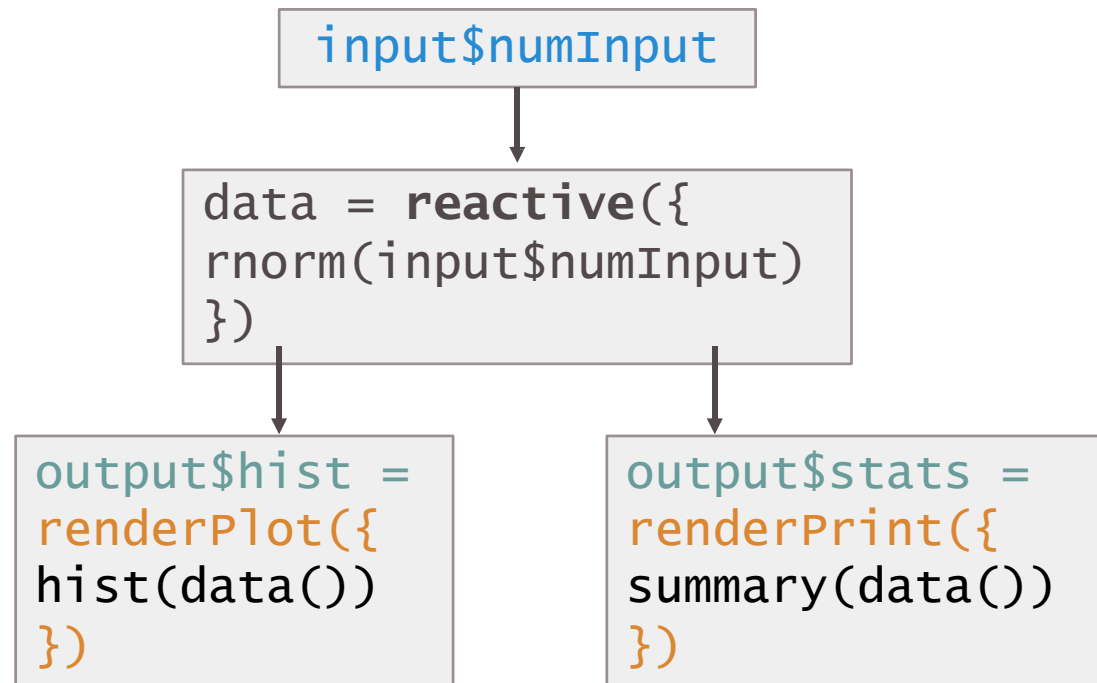 input$numInput
data = reactive({
rnorm(input$numInput)
})
output$hist =
renderPlot({
hist(data())
})
output$stats =
renderPrint({
summary(data())
})